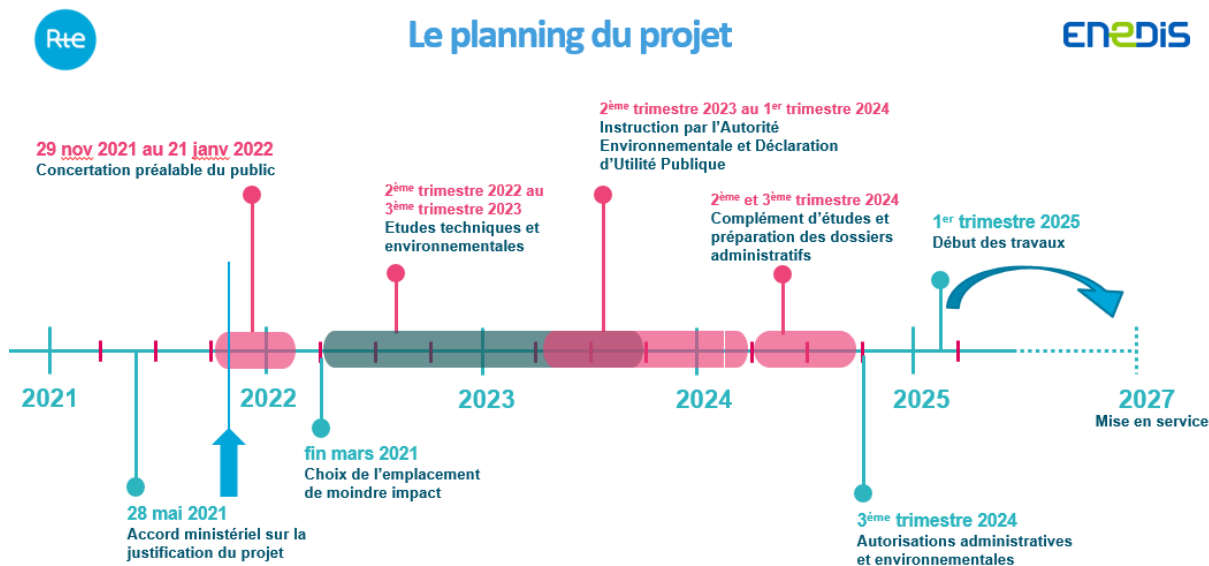 Rte
Le planning du projet
ENEDIS
29 nov 2021 au 21 janv 2022
Concertation préalable du public
2ème trimestre 2022 au
3ème trimestre 2023
Etudes techniques et
environnementales
2ème trimestre 2023 au 1er trimestre 2024
Instruction par l'Autorité
Environnementale et Déclaration
d'Utilité Publique
2ème et 3ème trimestre 2024
Complément d'études et
préparation des dossiers
administratifs
1er trimestre 2025
Début des travaux
2021
2022
2023
2024
2025
2027
Mise en service
28 mai 2021
Accord ministériel sur la
justification du projet
fin mars 2021
Choix de l'emplacement
de moindre impact
3ème trimestre 2024
Autorisations administratives
et environnementales